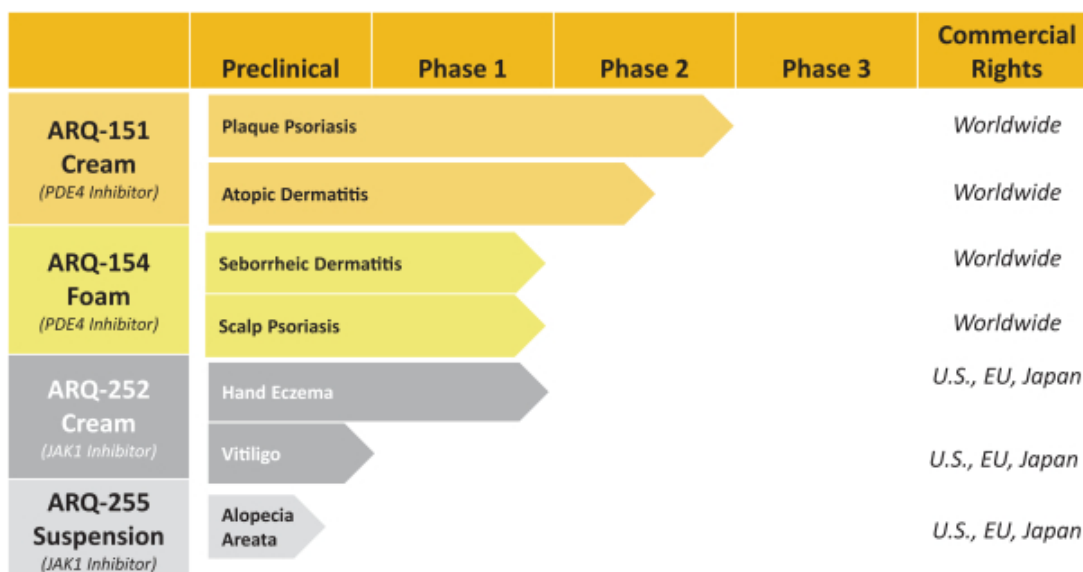 Preclinical Phase 1 Phase 2 Phase 3 Commercial
Rights
ARQ-151
Cream
(PDE4 Inhibitor)
Plaque Psoriasis
Worldwide
Atopic Dermatitis
Worldwide
ARQ-154
Foam
(PDE4 Inhibitor)
Seborrheic Dermatitis
Worldwide
Scalp Psoriasis
Worldwide
ARQ-252
Cream
(JAK1 Inhibitor)
Hand Eczema
U.S., EU, Japan
Vitiligo
U.S., EU, Japan
ARQ-255
Suspension
(JAK1 Inhibitor)
Alopecia
Areata
U.S., EU, Japan